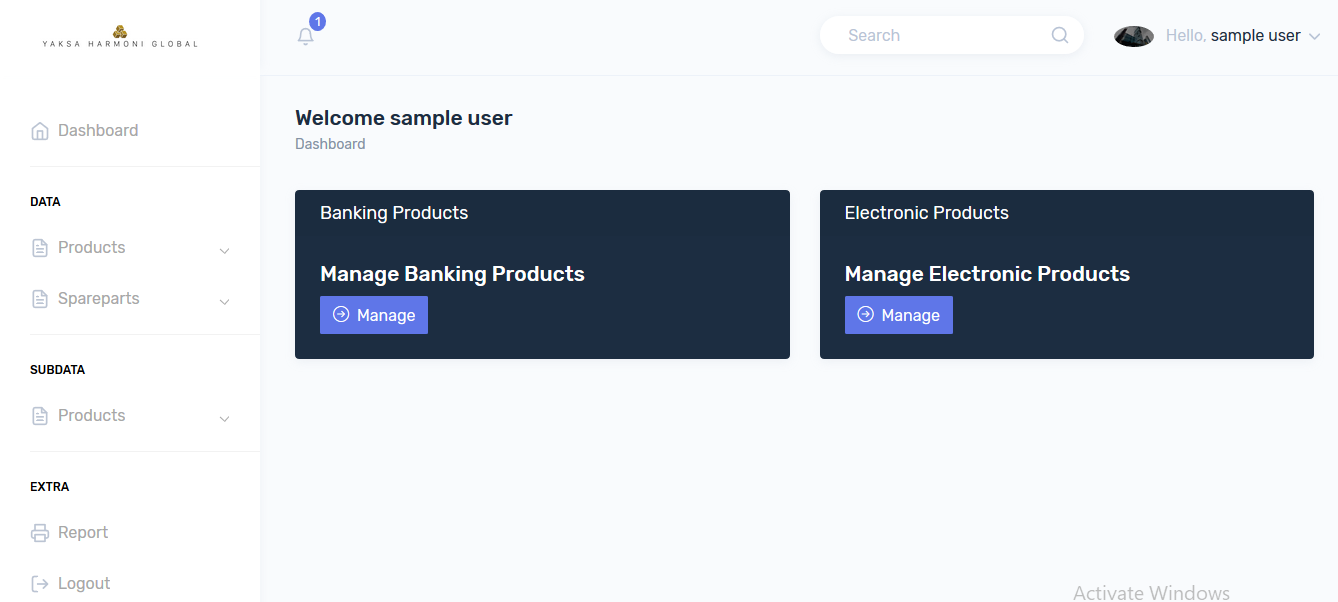 YAKSA HARMONI GLOBAL
1
Search
Hello, sample user
Dashboard
DATA
Products
Spareparts
SUBDATA
Products
EXTRA
Report
Logout
Welcome sample user
Dashboard
Banking Products
Manage Banking Products
Manage
Electronic Products
Manage Electronic Products
Manage
Activate Windows